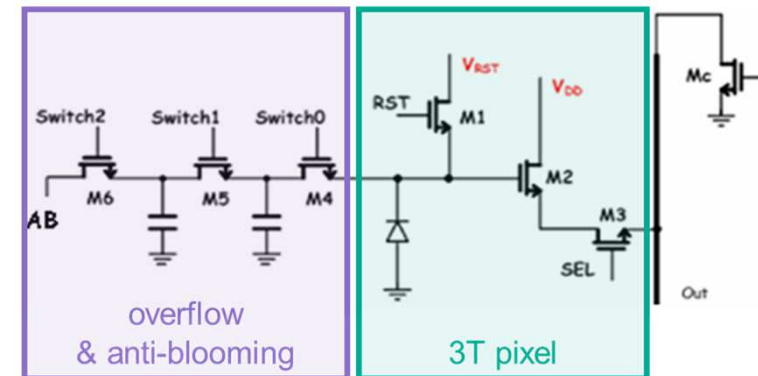 Switch2
Switch1
Switch0
AB
M6
M5
M4
overflow
& anti-blooming
VRST
RST
M1
VDD
M2
M3
SEL
3T pixel
Mc
Out